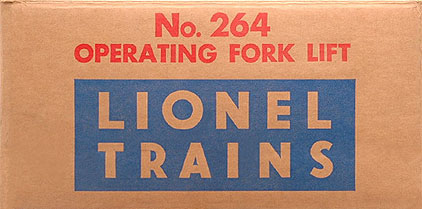 No. 264
OPERATING FORK LIFT
LIONEL
TRAINS